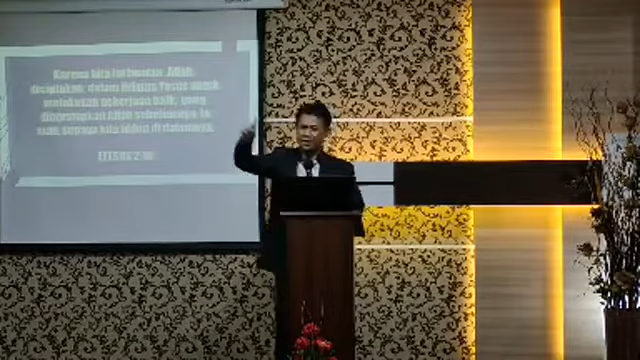 Karena kita ini buatan Allah,
diciptakan dalam Kristus Yesus untuk
melakukan pekerjaan baik, yang
dipersiapkan Allah sebelumnya. Ia
mau, supaya kita hidup di dalamnya.
EFESUS 2:10